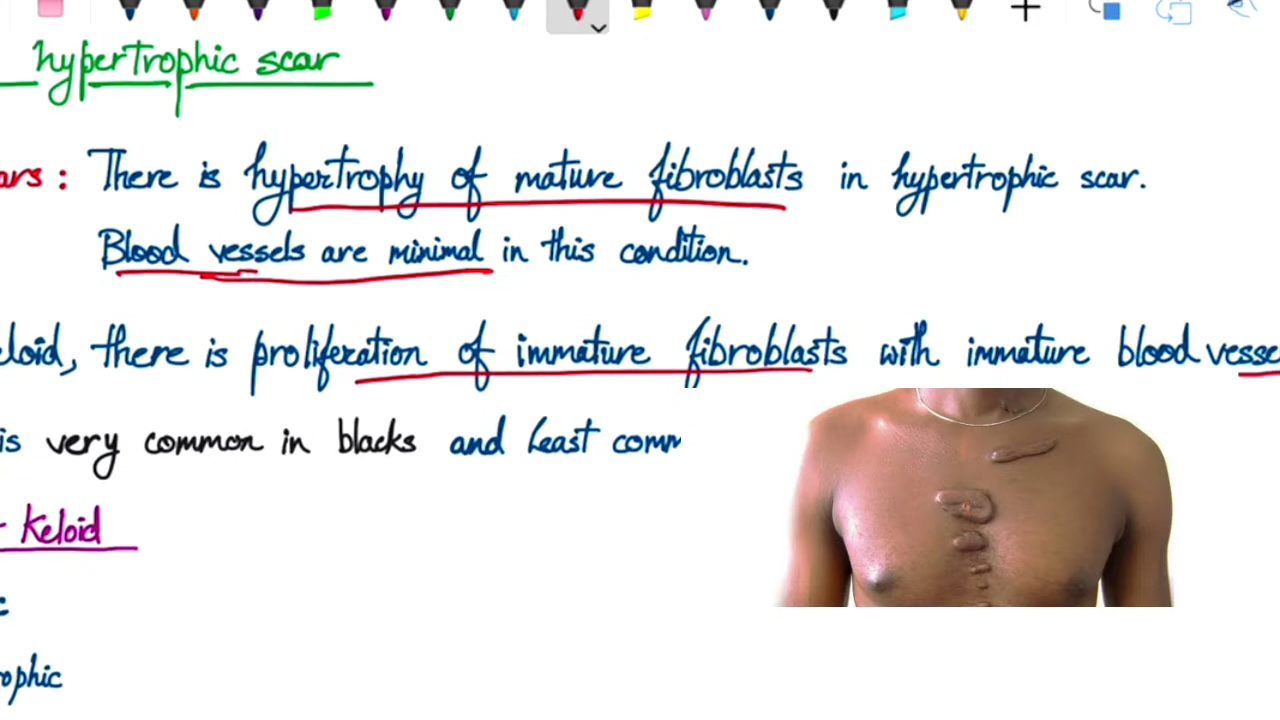 hypertrophic scar
ars : There is hypertrophy of mature fibroblasts in hypertrophic scar.
Blood vessels are minimal in this condition.
eloid, there is proliferation of immature fibroblasts with immature blood vesse
is very common in blacks and least comm
Keloid
ophic